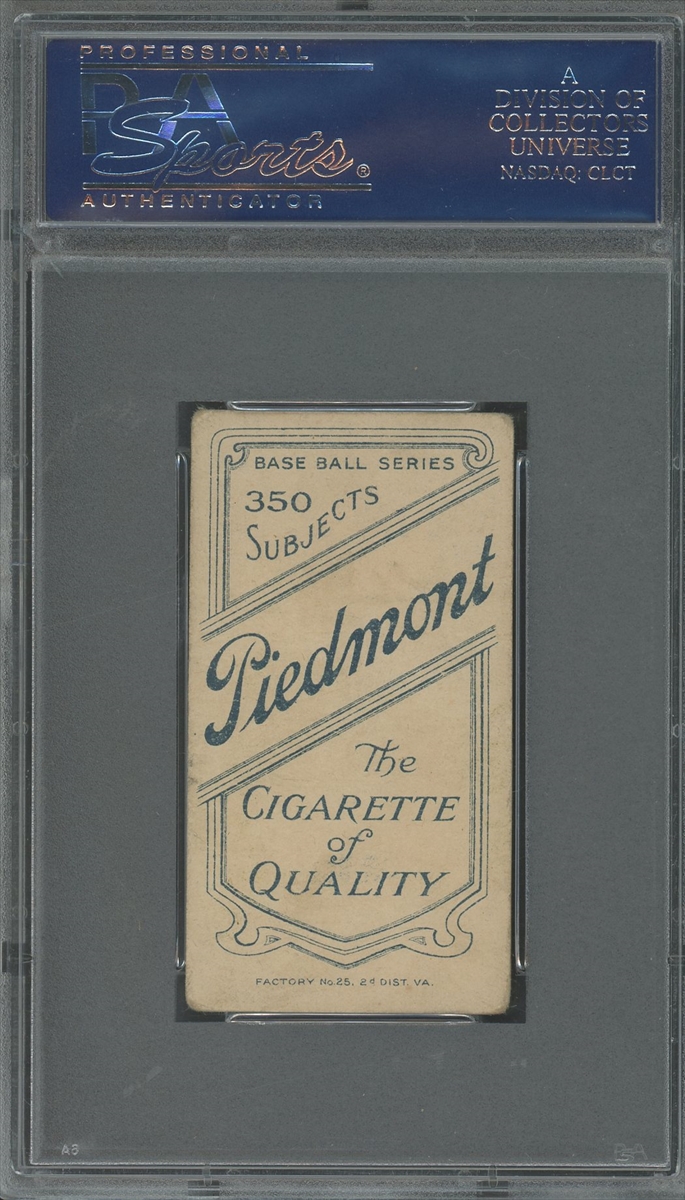 PROFESSIONAL
PSA
Sports®
AUTHENTICATOR
A
DIVISION OF
COLLECTORS
UNIVERSE
NASDAQ: CLCT
BASE BALL SERIES
350
SUBJECTS
Piedmont
The
CIGARETTE
of
QUALITY
FACTORY No. 25, 2d DIST. VA.
PSA